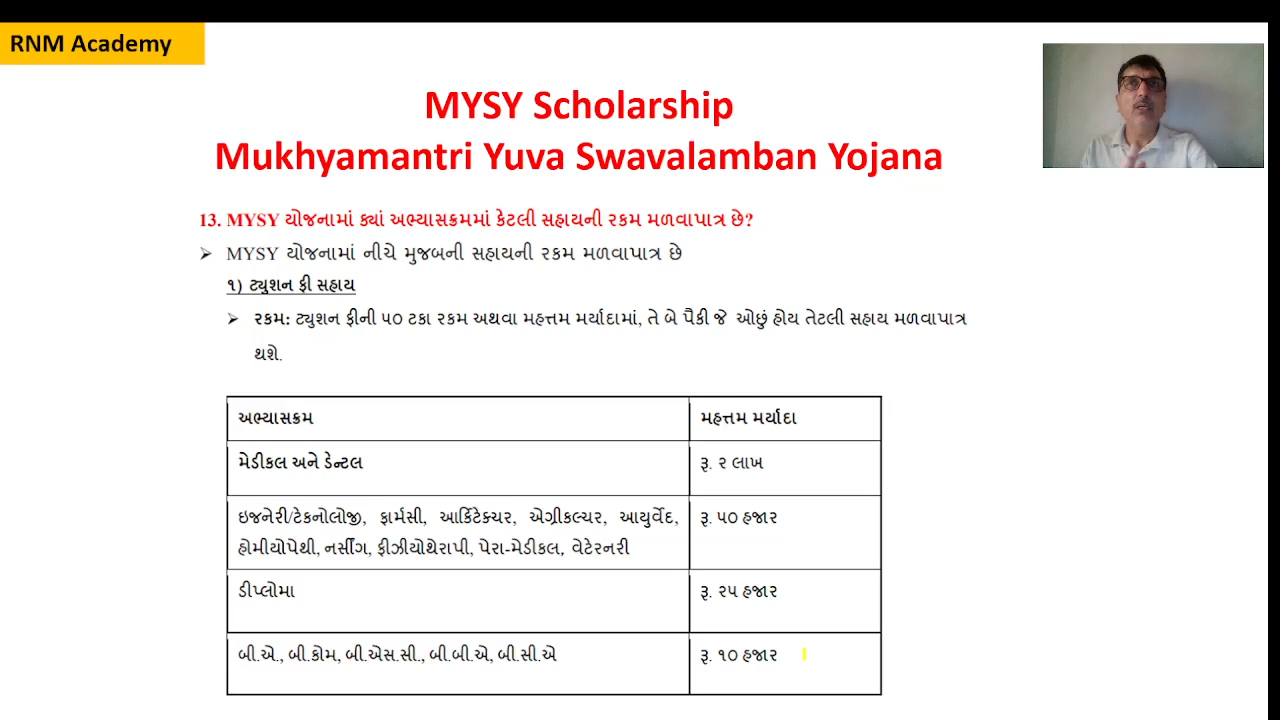 RNM Academy
MYSY Scholarship
Mukhyamantri Yuva Swavalamban Yojana
13. MYSY યોજનામાં ક્યાં અભ્યાસક્રમમાં કેટલી સહાયની રકમ મળવાપાત્ર છે?
➢ MYSY યોજનામાં નીચે મુજબની સહાયની રકમ મળવાપાત્ર છે
૧) ટ્યુશન ફી સહાય
➢ રકમ: ટ્યુશન ફીની ૫૦ ટકા રકમ અથવા મહત્તમ મર્યાદામાં, તે બે પૈકી જે ઓછું હોય તેટલી સહાય મળવાપાત્ર
થશે.
અભ્યાસક્રમ મહત્તમ મર્યાદા
મેડીકલ અને ડેન્ટલ રૂ. ૨ લાખ
ઇજનેરી/ટેકનોલોજી, ફાર્મસી, આર્કિટેક્ચર, એગ્રીકલ્ચર, આયુર્વેદ, રૂ. ૫૦ હજાર
હોમીયોપેથી, નર્સીંગ, ફીઝીયોથેરાપી, પેરા-મેડીકલ, વેટેરનરી
ડીપ્લોમા રૂ. ૨૫ હજાર
બી.એ., બી.કોમ, બી.એસ.સી., બી.બી.એ, બી.સી.એ રૂ. ૧૦ હજાર